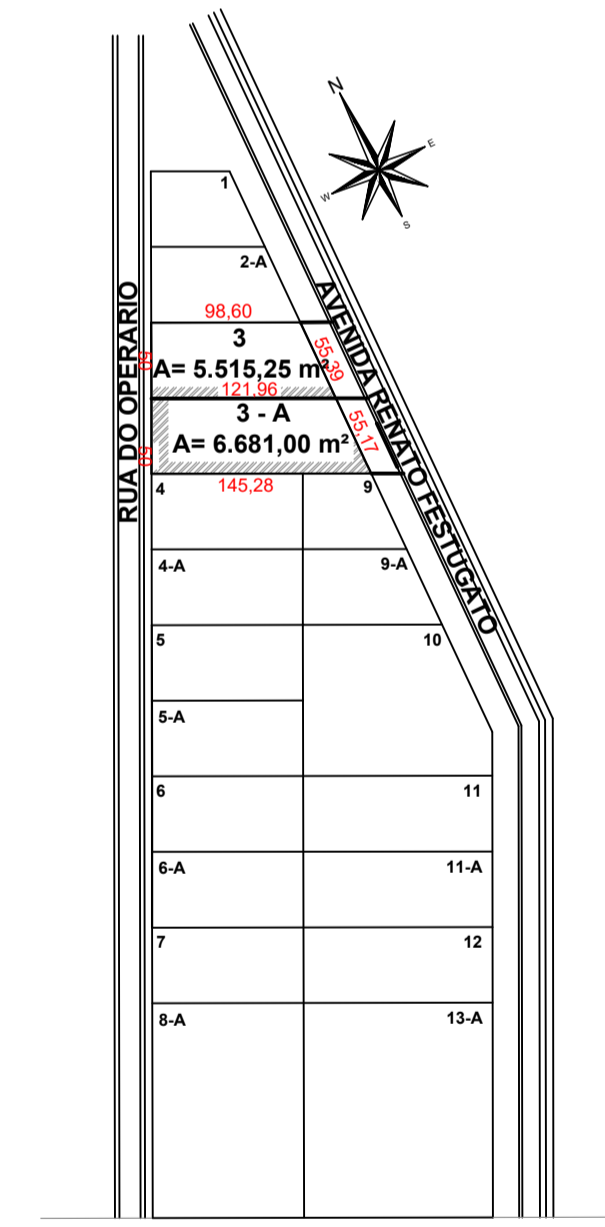 N
E
W
S
1
2-A
RUA DO OPERARIO
AVENIDA RENATO FESTUGATO
98,60
3
A= 5.515,25 m²
50
55,39
121,96
3 - A
A= 6.681,00 m²
50
55,17
145,28
4
9
4-A
9-A
5
10
5-A
6
11
6-A
11-A
7
12
8-A
13-A